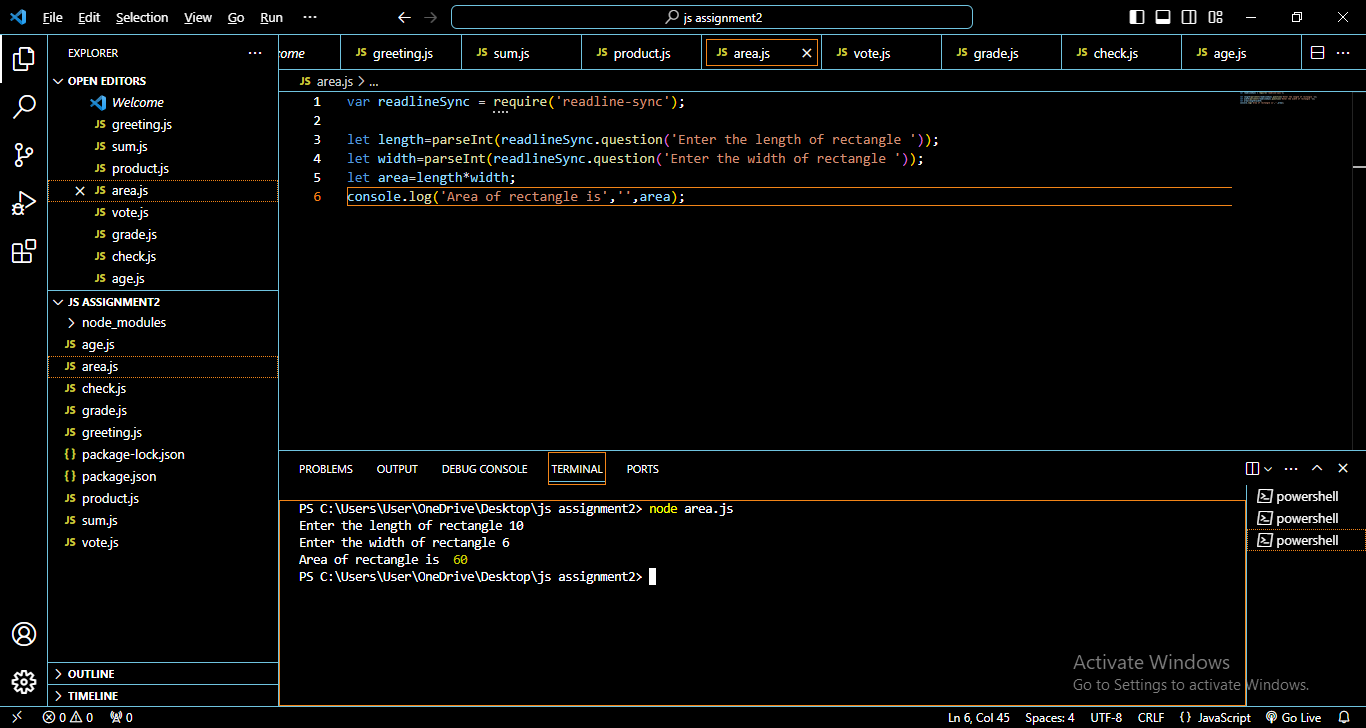 File Edit Selection View Go Run ··· js assignment2
EXPLORER ···
OPEN EDITORS
Welcome
JS greeting.js
JS sum.js
JS product.js
JS area.js
JS vote.js
JS grade.js
JS check.js
JS age.js
JS ASSIGNMENT2
node_modules
JS age.js
JS area.js
JS check.js
JS grade.js
JS greeting.js
{} package-lock.json
{} package.json
JS product.js
JS sum.js
JS vote.js
OUTLINE
TIMELINE
ome JS greeting.js JS sum.js JS product.js JS area.js JS vote.js JS grade.js JS check.js JS age.js ···
JS area.js > ...
1 var readlineSync = require('readline-sync');
2
3 let length=parseInt(readlineSync.question('Enter the length of rectangle '));
4 let width=parseInt(readlineSync.question('Enter the width of rectangle '));
5 let area=length*width;
6 console.log('Area of rectangle is','',area);
PROBLEMS OUTPUT DEBUG CONSOLE TERMINAL PORTS ···
PS C:\Users\User\OneDrive\Desktop\js assignment2> node area.js
Enter the length of rectangle 10
Enter the width of rectangle 6
Area of rectangle is  60
PS C:\Users\User\OneDrive\Desktop\js assignment2>
powershell
powershell
powershell
Activate Windows
Go to Settings to activate Windows.
0 0 0 Ln 6, Col 45 Spaces: 4 UTF-8 CRLF {} JavaScript Go Live